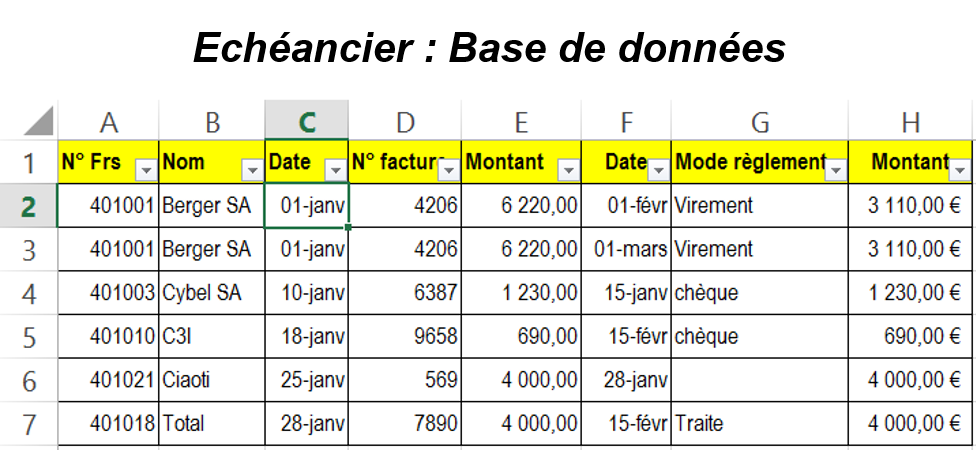 Echéancier : Base de données
A B C D E F G H
1 N° Frs Nom Date N° factur Montant Date Mode règlement Montant
2 401001 Berger SA 01-janv 4206 6 220,00 01-févr Virement 3 110,00 €
3 401001 Berger SA 01-janv 4206 6 220,00 01-mars Virement 3 110,00 €
4 401003 Cybel SA 10-janv 6387 1 230,00 15-janv chèque 1 230,00 €
5 401010 C3I 18-janv 9658 690,00 15-févr chèque 690,00 €
6 401021 Ciaoti 25-janv 569 4 000,00 28-janv 4 000,00 €
7 401018 Total 28-janv 7890 4 000,00 15-févr Traite 4 000,00 €